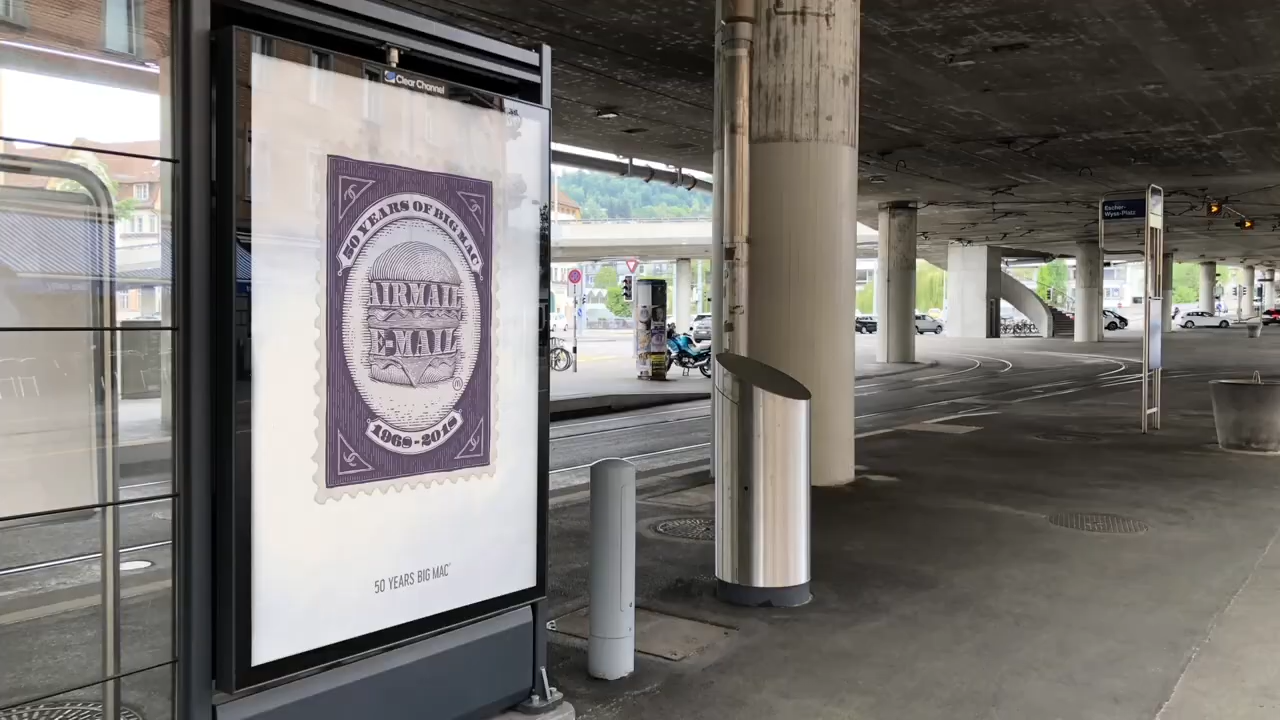 Clear Channel
50 YEARS OF BIG MAC
AIRMAIL
E-MAIL
®
1968-2018
50 YEARS BIG MAC
Escher-
Wyss-Platz